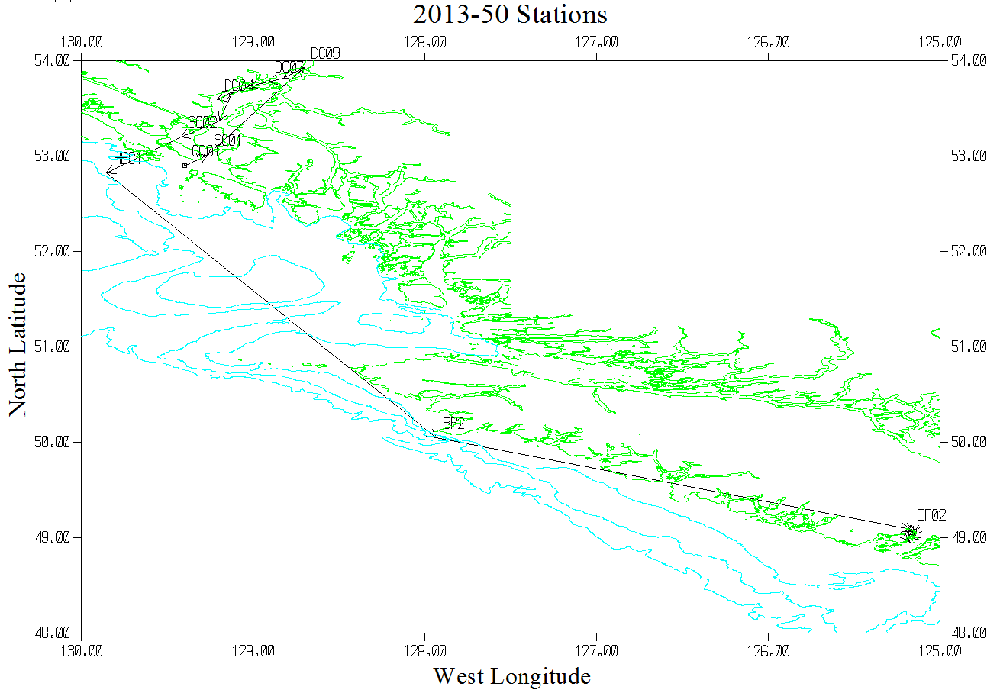 2013-50 Stations
130.00 129.00 128.00 127.00 126.00 125.00
DC09
54.00 54.00
DC07
DC04
SC02
SC01
QD01
53.00 53.00
HEC1
52.00 52.00
North Latitude
51.00 51.00
BP2
50.00 50.00
EF02
49.00 49.00
48.00 48.00
130.00 129.00 128.00 127.00 126.00 125.00
West Longitude